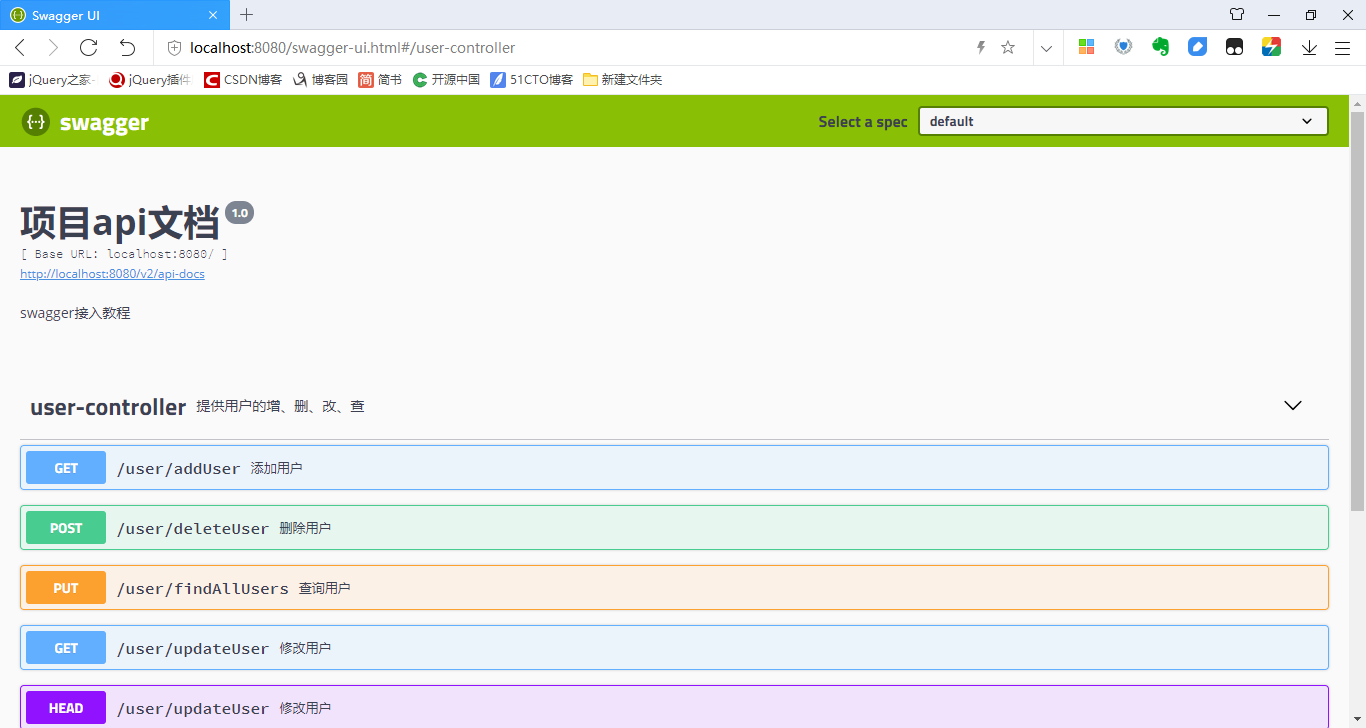 Swagger UI
localhost:8080/swagger-ui.html#/user-controller
jQuery之家 jQuery插件 CSDN博客 博客园 简 简书 开源中国 51CTO博客 新建文件夹
{···} swagger Select a spec default
项目api文档 1.0
[ Base URL: localhost:8080/ ]
http://localhost:8080/v2/api-docs
swagger接入教程
user-controller 提供用户的增、删、改、查
GET /user/addUser 添加用户
POST /user/deleteUser 删除用户
PUT /user/findAllUsers 查询用户
GET /user/updateUser 修改用户
HEAD /user/updateUser 修改用户